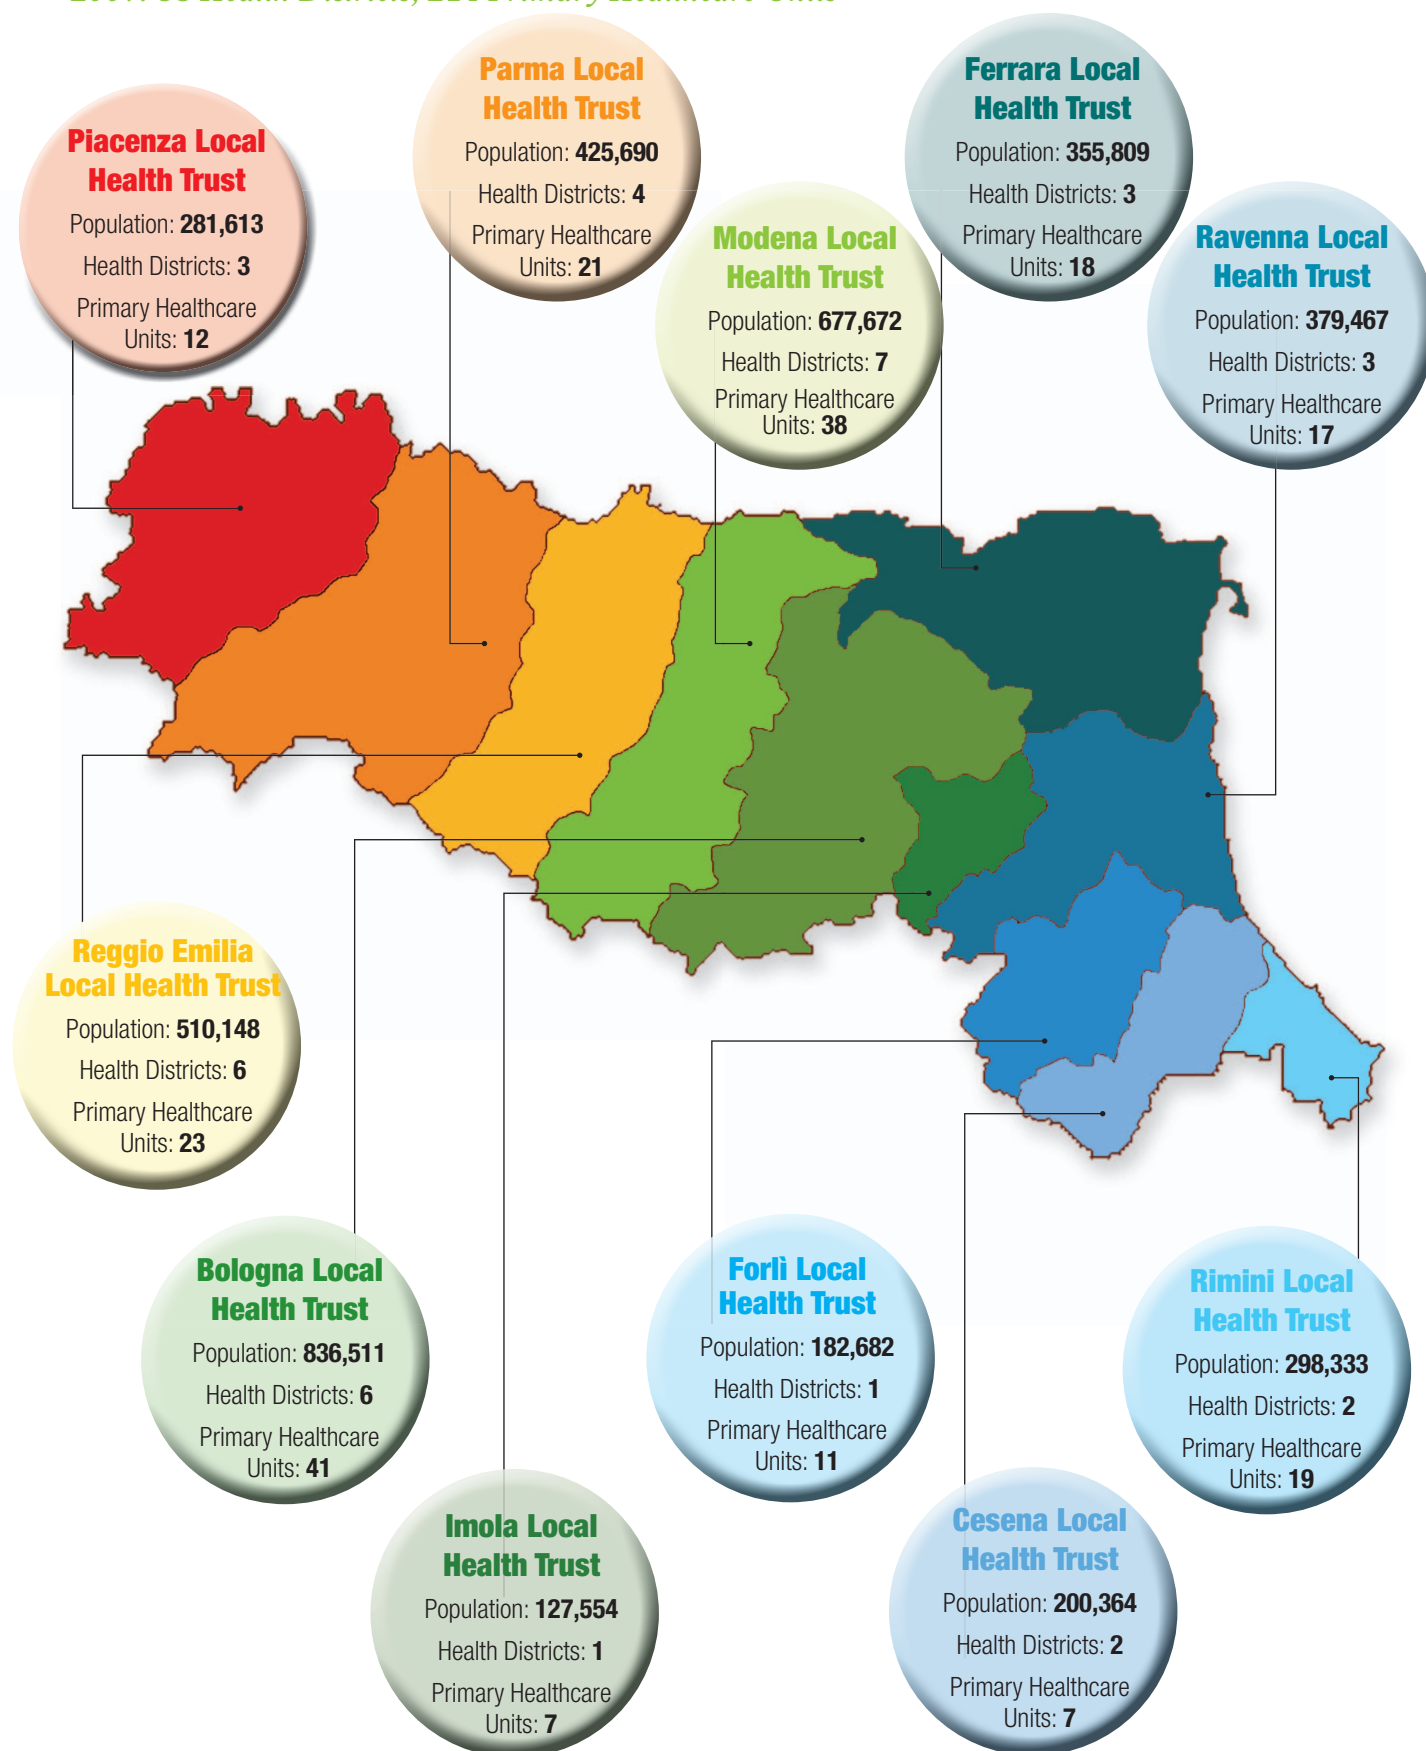 Health Districts, Primary Healthcare Units
Parma Local
Health Trust
Population: 425,690
Health Districts: 4
Primary Healthcare
Units: 21
Ferrara Local
Health Trust
Population: 355,809
Health Districts: 3
Primary Healthcare
Units: 18
Piacenza Local
Health Trust
Population: 281,613
Health Districts: 3
Primary Healthcare
Units: 12
Modena Local
Health Trust
Population: 677,672
Health Districts: 7
Primary Healthcare
Units: 38
Ravenna Local
Health Trust
Population: 379,467
Health Districts: 3
Primary Healthcare
Units: 17
Reggio Emilia
Local Health Trust
Population: 510,148
Health Districts: 6
Primary Healthcare
Units: 23
Bologna Local
Health Trust
Population: 836,511
Health Districts: 6
Primary Healthcare
Units: 41
Forlì Local
Health Trust
Population: 182,682
Health Districts: 1
Primary Healthcare
Units: 11
Rimini Local
Health Trust
Population: 298,333
Health Districts: 2
Primary Healthcare
Units: 19
Imola Local
Health Trust
Population: 127,554
Health Districts: 1
Primary Healthcare
Units: 7
Cesena Local
Health Trust
Population: 200,364
Health Districts: 2
Primary Healthcare
Units: 7